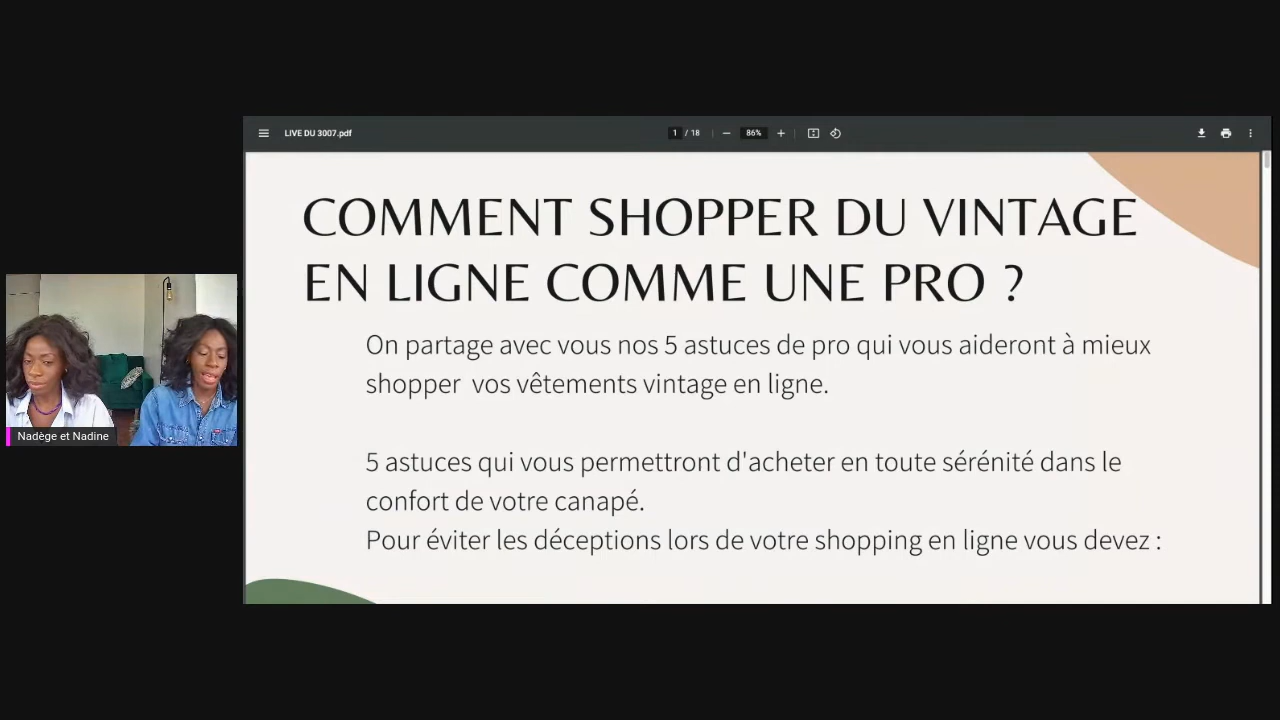 LIVE DU 3007.pdf
1 / 18
86%
COMMENT SHOPPER DU VINTAGE
EN LIGNE COMME UNE PRO ?
On partage avec vous nos 5 astuces de pro qui vous aideront à mieux
shopper vos vêtements vintage en ligne.
5 astuces qui vous permettront d'acheter en toute sérénité dans le
confort de votre canapé.
Pour éviter les déceptions lors de votre shopping en ligne vous devez :
Nadège et Nadine